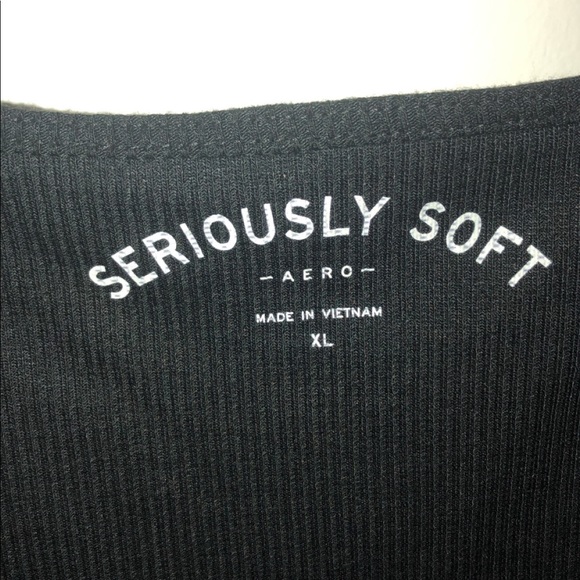 SERIOUSLY SOFT
– AERO –
MADE IN VIETNAM
XL